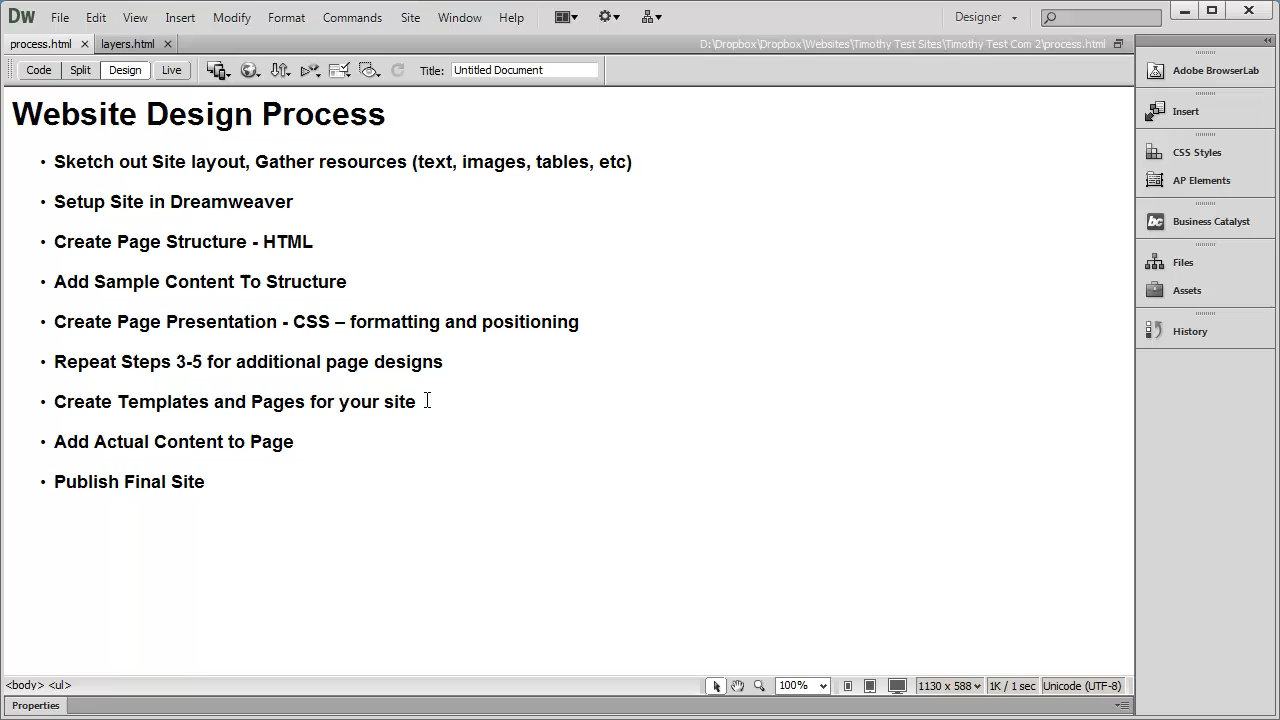 Dw File Edit View Insert Modify Format Commands Site Window Help Designer
process.html layers.html D:\Dropbox\Dropbox\Websites\Timothy Test Sites\Timothy Test Com 2\process.html
Code Split Design Live Title: Untitled Document
Website Design Process
• Sketch out Site layout, Gather resources (text, images, tables, etc)
• Setup Site in Dreamweaver
• Create Page Structure - HTML
• Add Sample Content To Structure
• Create Page Presentation - CSS – formatting and positioning
• Repeat Steps 3-5 for additional page designs
• Create Templates and Pages for your site
• Add Actual Content to Page
• Publish Final Site
Adobe BrowserLab
Insert
CSS Styles
AP Elements
bc Business Catalyst
Files
Assets
History
<body> <ul> 100% 1130 x 588 1K / 1 sec Unicode (UTF-8)
Properties